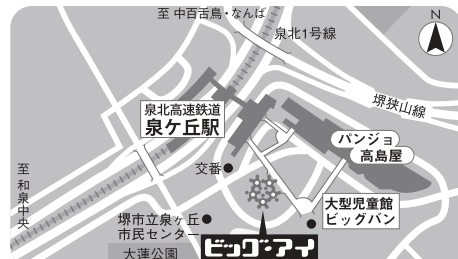 至 中百舌鳥・なんば
泉北1号線
N
堺狭山線
泉北高速鉄道
泉ケ丘駅
パンジョ
高島屋
至 和泉中央
交番
大型児童館
ビッグバン
堺市立泉ヶ丘
市民センター
大蓮公園
ビッグ・アイ